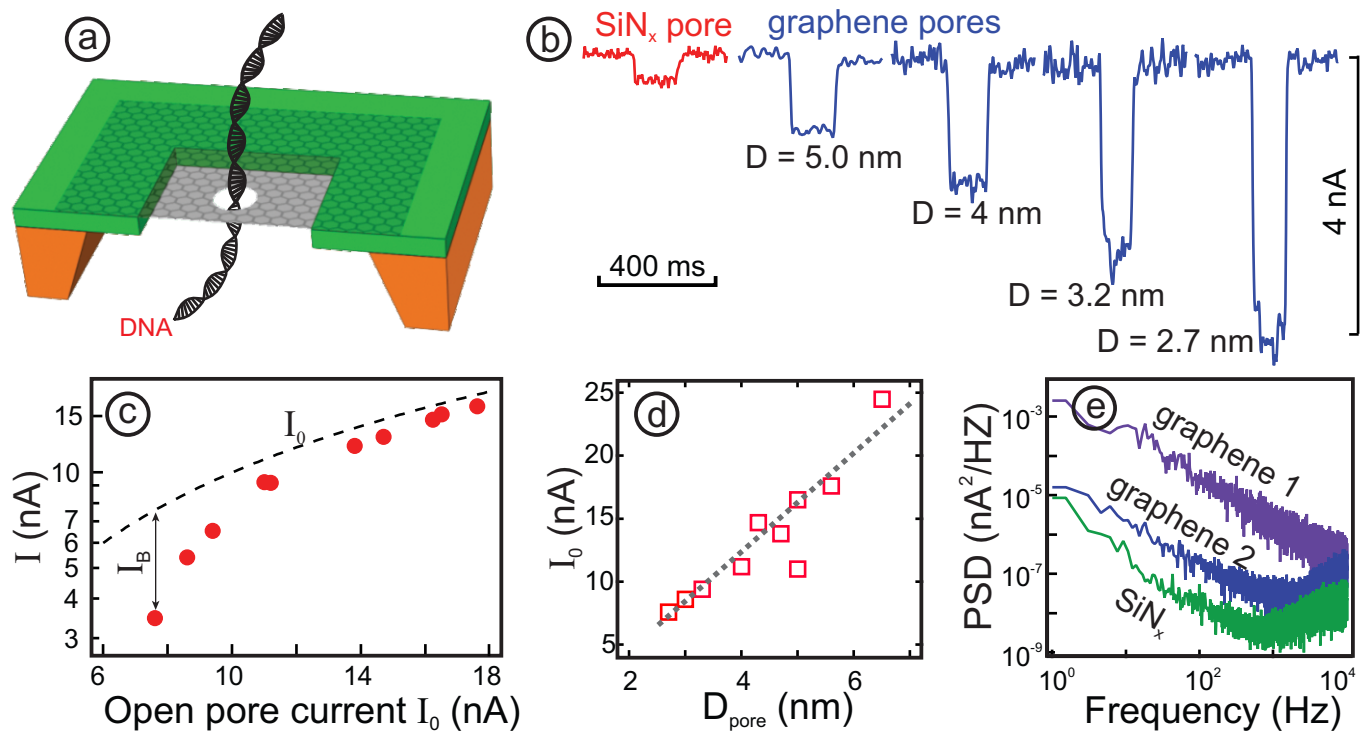 a
DNA
b
SiNx pore
graphene pores
D = 5.0 nm
D = 4 nm
D = 3.2 nm
D = 2.7 nm
400 ms
4 nA
c
I (nA)
15
10
7
6
5
4
3
I0
IB
6
10
14
18
Open pore current I0 (nA)
d
I0 (nA)
25
20
15
10
5
2
4
6
Dpore (nm)
e
PSD (nA²/HZ)
10⁻³
10⁻⁵
10⁻⁷
10⁻⁹
graphene 1
graphene 2
SiNx
10⁰
10²
10⁴
Frequency (Hz)